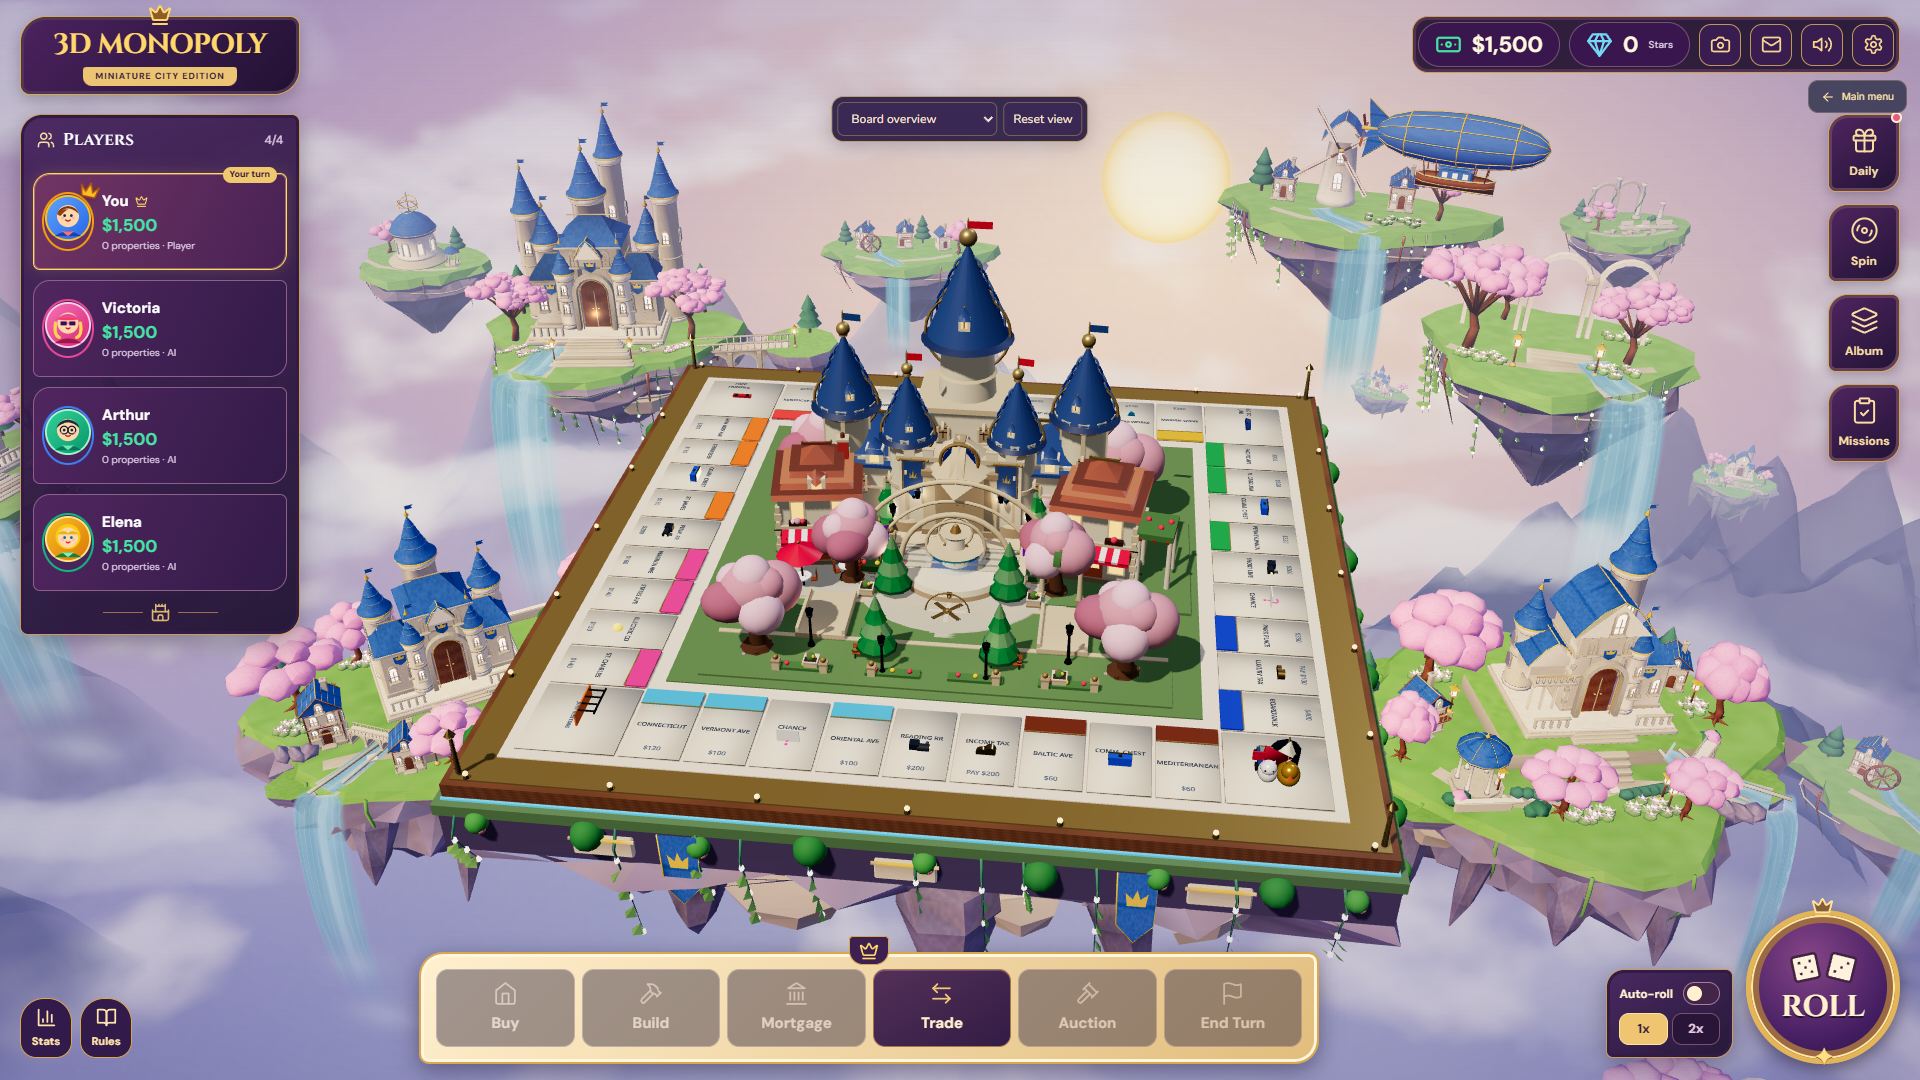 3D MONOPOLY
MINIATURE CITY EDITION
$1,500
0 Stars
Main menu
PLAYERS 4/4
Your turn
You
$1,500
0 properties · Player
Victoria
$1,500
0 properties · AI
Arthur
$1,500
0 properties · AI
Elena
$1,500
0 properties · AI
Board overview
Reset view
Daily
Spin
Album
Missions
CONNECTICUT
$120
VERMONT AVE
$100
CHANCE
ORIENTAL AVE
$100
READING RR
$200
INCOME TAX
PAY $200
BALTIC AVE
$60
COMM. CHEST
MEDITERRANEAN
$60
Buy
Build
Mortgage
Trade
Auction
End Turn
Stats
Rules
Auto-roll
1x
2x
ROLL